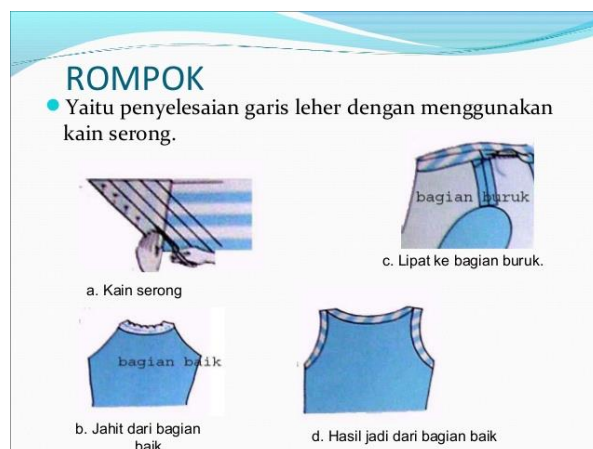 ROMPOK
Yaitu penyelesaian garis leher dengan menggunakan
kain serong.
bagian buruk
c. Lipat ke bagian buruk.
a. Kain serong
bagian baik
b. Jahit dari bagian
baik
d. Hasil jadi dari bagian baik